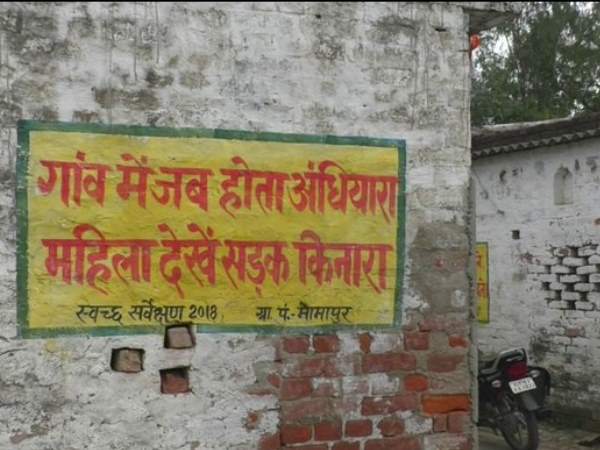 गांव में जब होता अंधियारा
महिला देखें सड़क किनारा
स्वच्छ सर्वेक्षण 2018, ग्रा पं.- मोमापुर